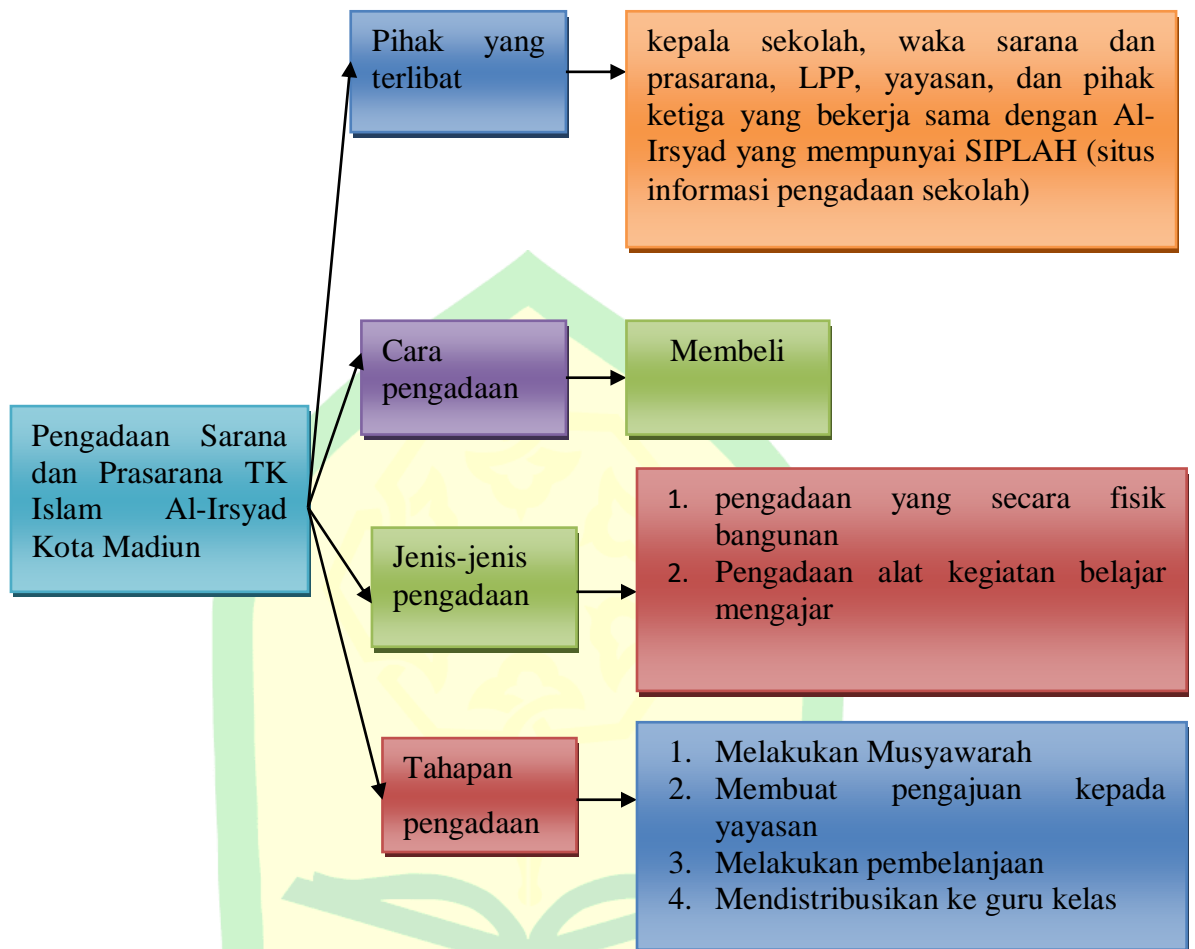 Pengadaan Sarana
dan Prasarana TK
Islam Al-Irsyad
Kota Madiun
Pihak yang
terlibat
kepala sekolah, waka sarana dan
prasarana, LPP, yayasan, dan pihak
ketiga yang bekerja sama dengan Al-
Irsyad yang mempunyai SIPLAH (situs
informasi pengadaan sekolah)
Cara
pengadaan
Membeli
Jenis-jenis
pengadaan
1. pengadaan yang secara fisik
bangunan
2. Pengadaan alat kegiatan belajar
mengajar
Tahapan
pengadaan
1. Melakukan Musyawarah
2. Membuat pengajuan kepada
yayasan
3. Melakukan pembelanjaan
4. Mendistribusikan ke guru kelas